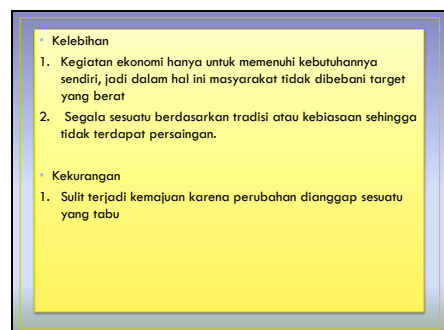 Kelebihan
1. Kegiatan ekonomi hanya untuk memenuhi kebutuhannya
sendiri, jadi dalam hal ini masyarakat tidak dibebani target
yang berat
2. Segala sesuatu berdasarkan tradisi atau kebiasaan sehingga
tidak terdapat persaingan.
Kekurangan
1. Sulit terjadi kemajuan karena perubahan dianggap sesuatu
yang tabu